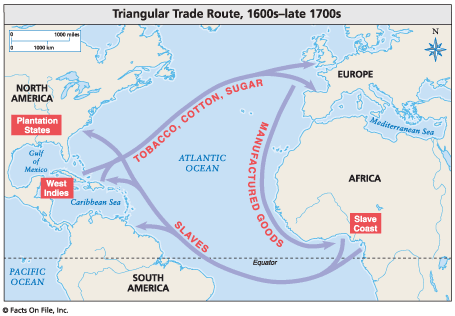 Triangular Trade Route, 1600s–late 1700s
0 1000 miles
0 1000 km
N
NORTH
AMERICA
Plantation
States
Gulf
of
Mexico
West
Indies
Caribbean Sea
TOBACCO, COTTON, SUGAR
ATLANTIC
OCEAN
EUROPE
Mediterranean Sea
MANUFACTURED GOODS
AFRICA
Slave
Coast
SLAVES
Equator
PACIFIC
OCEAN
SOUTH
AMERICA
© Facts On File, Inc.